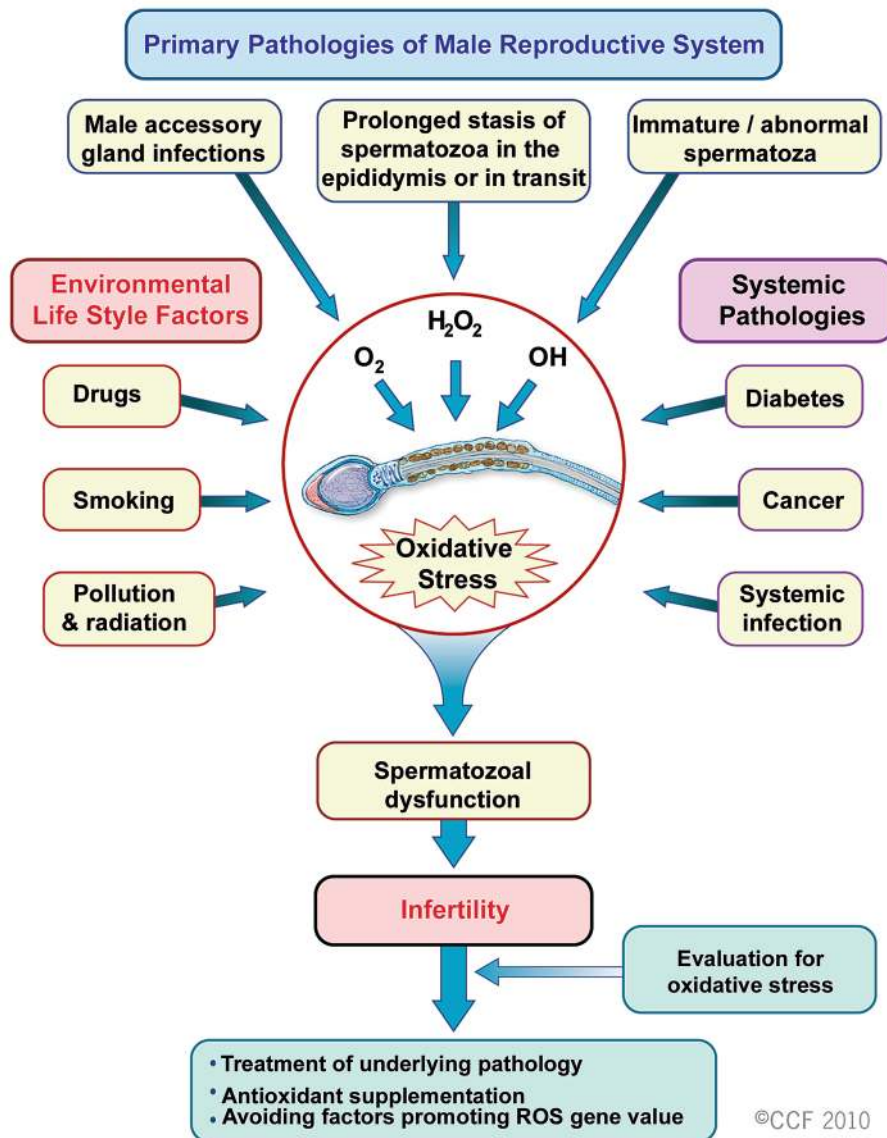 Primary Pathologies of Male Reproductive System
Male accessory
gland infections
Prolonged stasis of
spermatozoa in the
epididymis or in transit
Immature / abnormal
spermatoza
Environmental
Life Style Factors
Systemic
Pathologies
H₂O₂
O₂
OH
Drugs
Diabetes
Smoking
Cancer
Oxidative
Stress
Pollution
& radiation
Systemic
infection
Spermatozoal
dysfunction
Infertility
Evaluation for
oxidative stress
• Treatment of underlying pathology
• Antioxidant supplementation
• Avoiding factors promoting ROS gene value
©CCF 2010